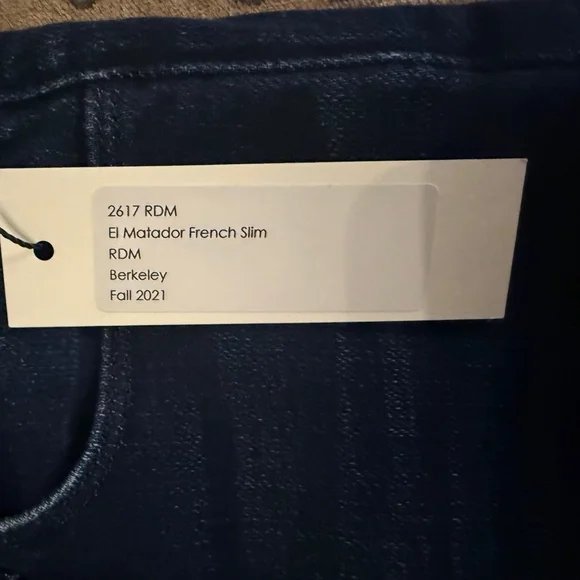 2617 RDM
El Matador French Slim
RDM
Berkeley
Fall 2021